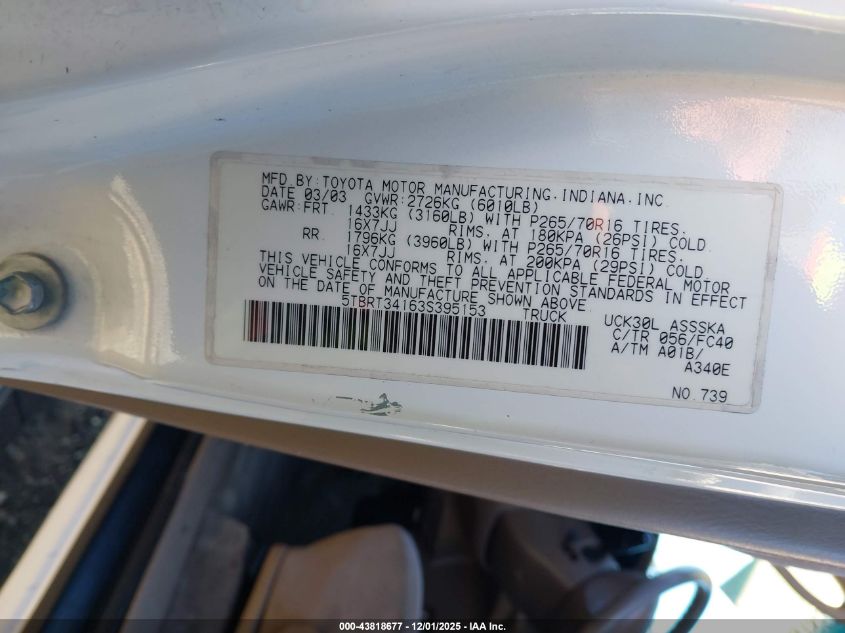 MFD.BY:TOYOTA MOTOR MANUFACTURING.INDIANA.INC.
DATE 03/03 GVWR:2726KG (6010LB)
GAWR:FRT. 1433KG (3160LB) WITH P265/70R16 TIRES.
16X7JJ RIMS. AT 180KPA (26PSI) COLD.
RR. 1796KG (3960LB) WITH P265/70R16 TIRES.
16X7JJ RIMS. AT 200KPA (29PSI) COLD.
THIS VEHICLE CONFORMS TO ALL APPLICABLE FEDERAL MOTOR
VEHICLE SAFETY AND THEFT PREVENTION STANDARDS IN EFFECT
ON THE DATE OF MANUFACTURE SHOWN ABOVE.
5TBRT34163S395153 TRUCK
UCK30L ASSSKA
C/TR 056/FC40
A/TM A01B/
A340E
NO.739
000-43818677 - 12/01/2025 - IAA Inc.